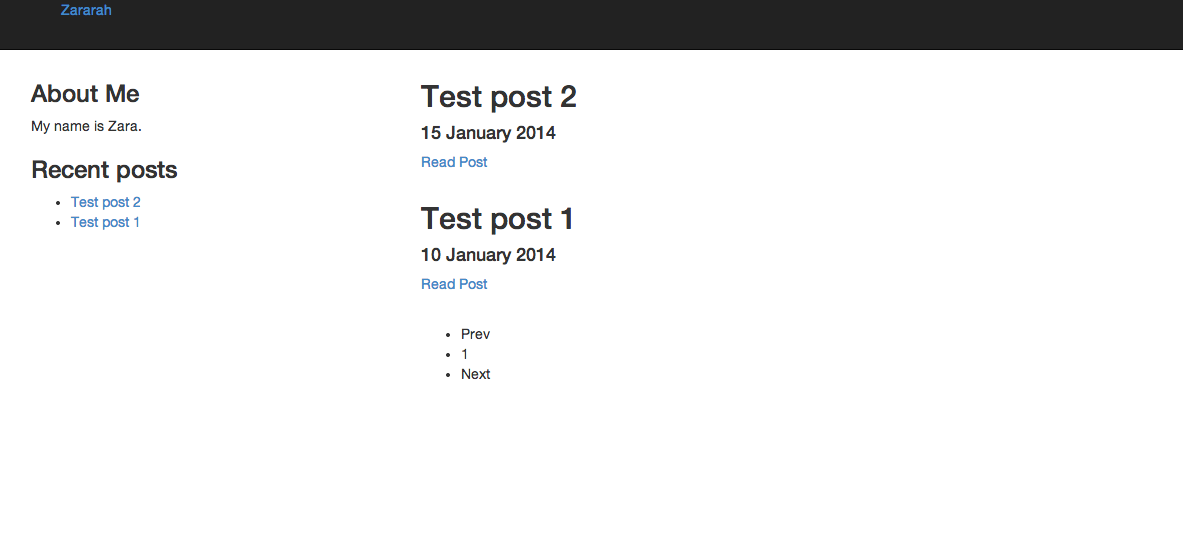 Zararah
About Me
My name is Zara.
Recent posts
Test post 2
Test post 1
Test post 2
15 January 2014
Read Post
Test post 1
10 January 2014
Read Post
Prev
1
Next